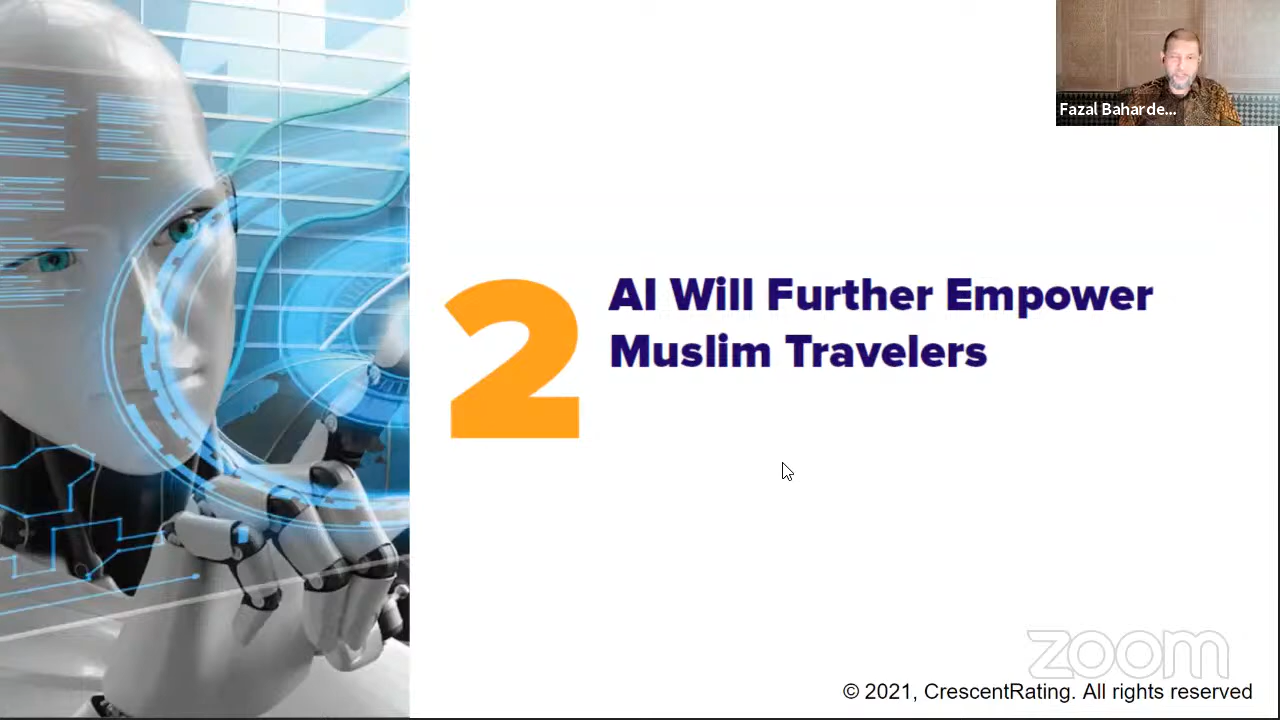 Fazal Baharde...
2
AI Will Further Empower
Muslim Travelers
zoom
© 2021, CrescentRating. All rights reserved